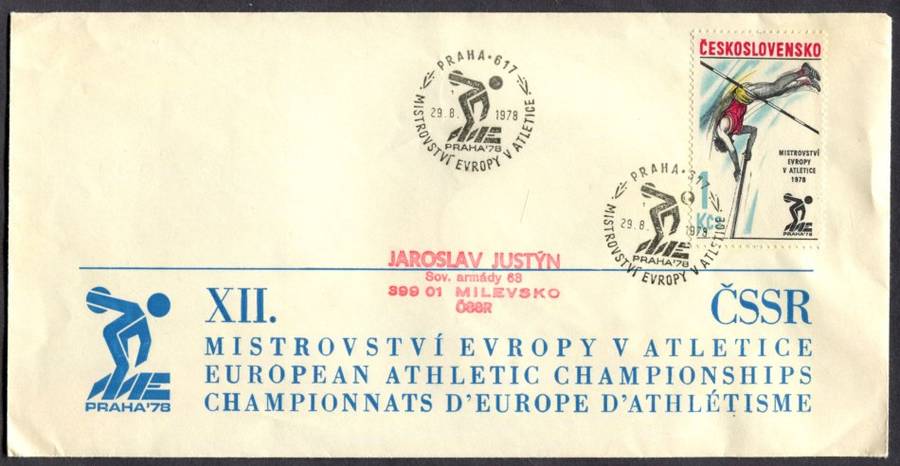 PRAHA·617
29.8. 1978
PRAHA'78
MISTROVSTVÍ EVROPY V ATLETICE
ČESKOSLOVENSKO
MISTROVSTVÍ
EVROPY
V ATLETICE
1978
1
Kčs
PRAHA'78
PRAHA·617
29.8. 1978
PRAHA'78
MISTROVSTVÍ EVROPY V ATLETICE
JAROSLAV JUSTÝN
Sov. armády 68
399 01 MILEVSKO
ČSSR
XII. ČSSR
MISTROVSTVÍ EVROPY V ATLETICE
EUROPEAN ATHLETIC CHAMPIONSHIPS
CHAMPIONNATS D'EUROPE D'ATHLÉTISME
PRAHA'78